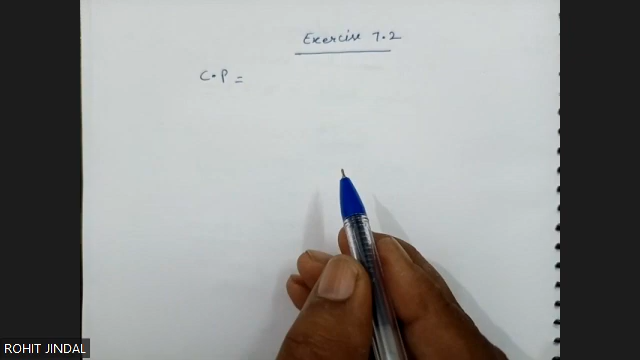 Exercise 7.2
C.P =
ROHIT JINDAL